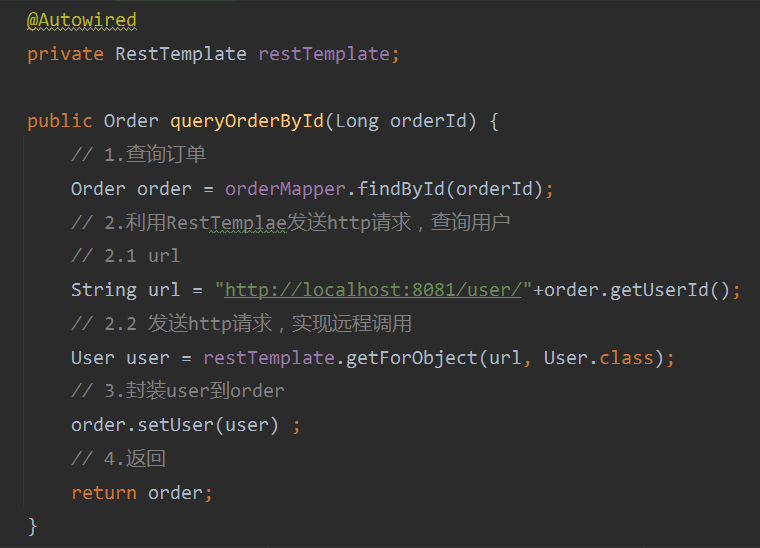 @Autowired
private RestTemplate restTemplate;
public Order queryOrderById(Long orderId) {
// 1.查询订单
Order order = orderMapper.findById(orderId);
// 2.利用RestTemplae发送http请求，查询用户
// 2.1 url
String url = "http://localhost:8081/user/"+order.getUserId();
// 2.2 发送http请求，实现远程调用
User user = restTemplate.getForObject(url, User.class);
// 3.封装user到order
order.setUser(user) ;
// 4.返回
return order;
}